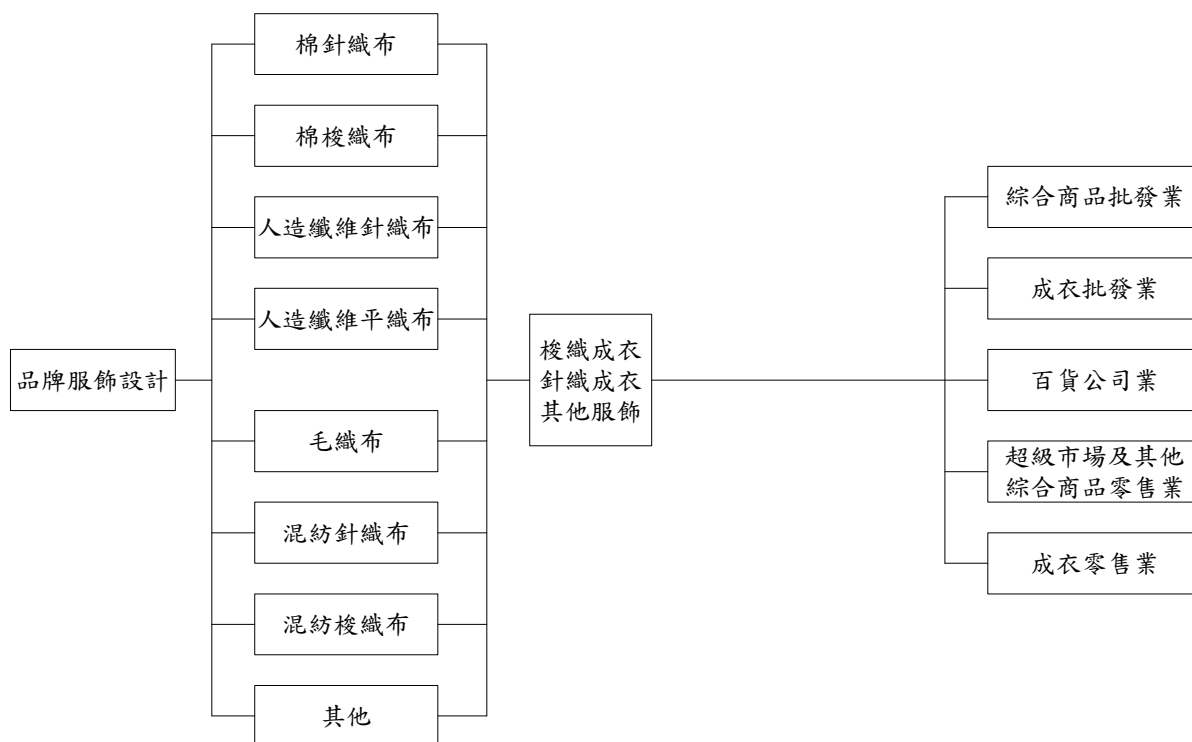 品牌服飾設計
棉針織布
棉梭織布
人造纖維針織布
人造纖維平織布
毛織布
混紡針織布
混紡梭織布
其他
梭織成衣
針織成衣
其他服飾
綜合商品批發業
成衣批發業
百貨公司業
超級市場及其他
綜合商品零售業
成衣零售業